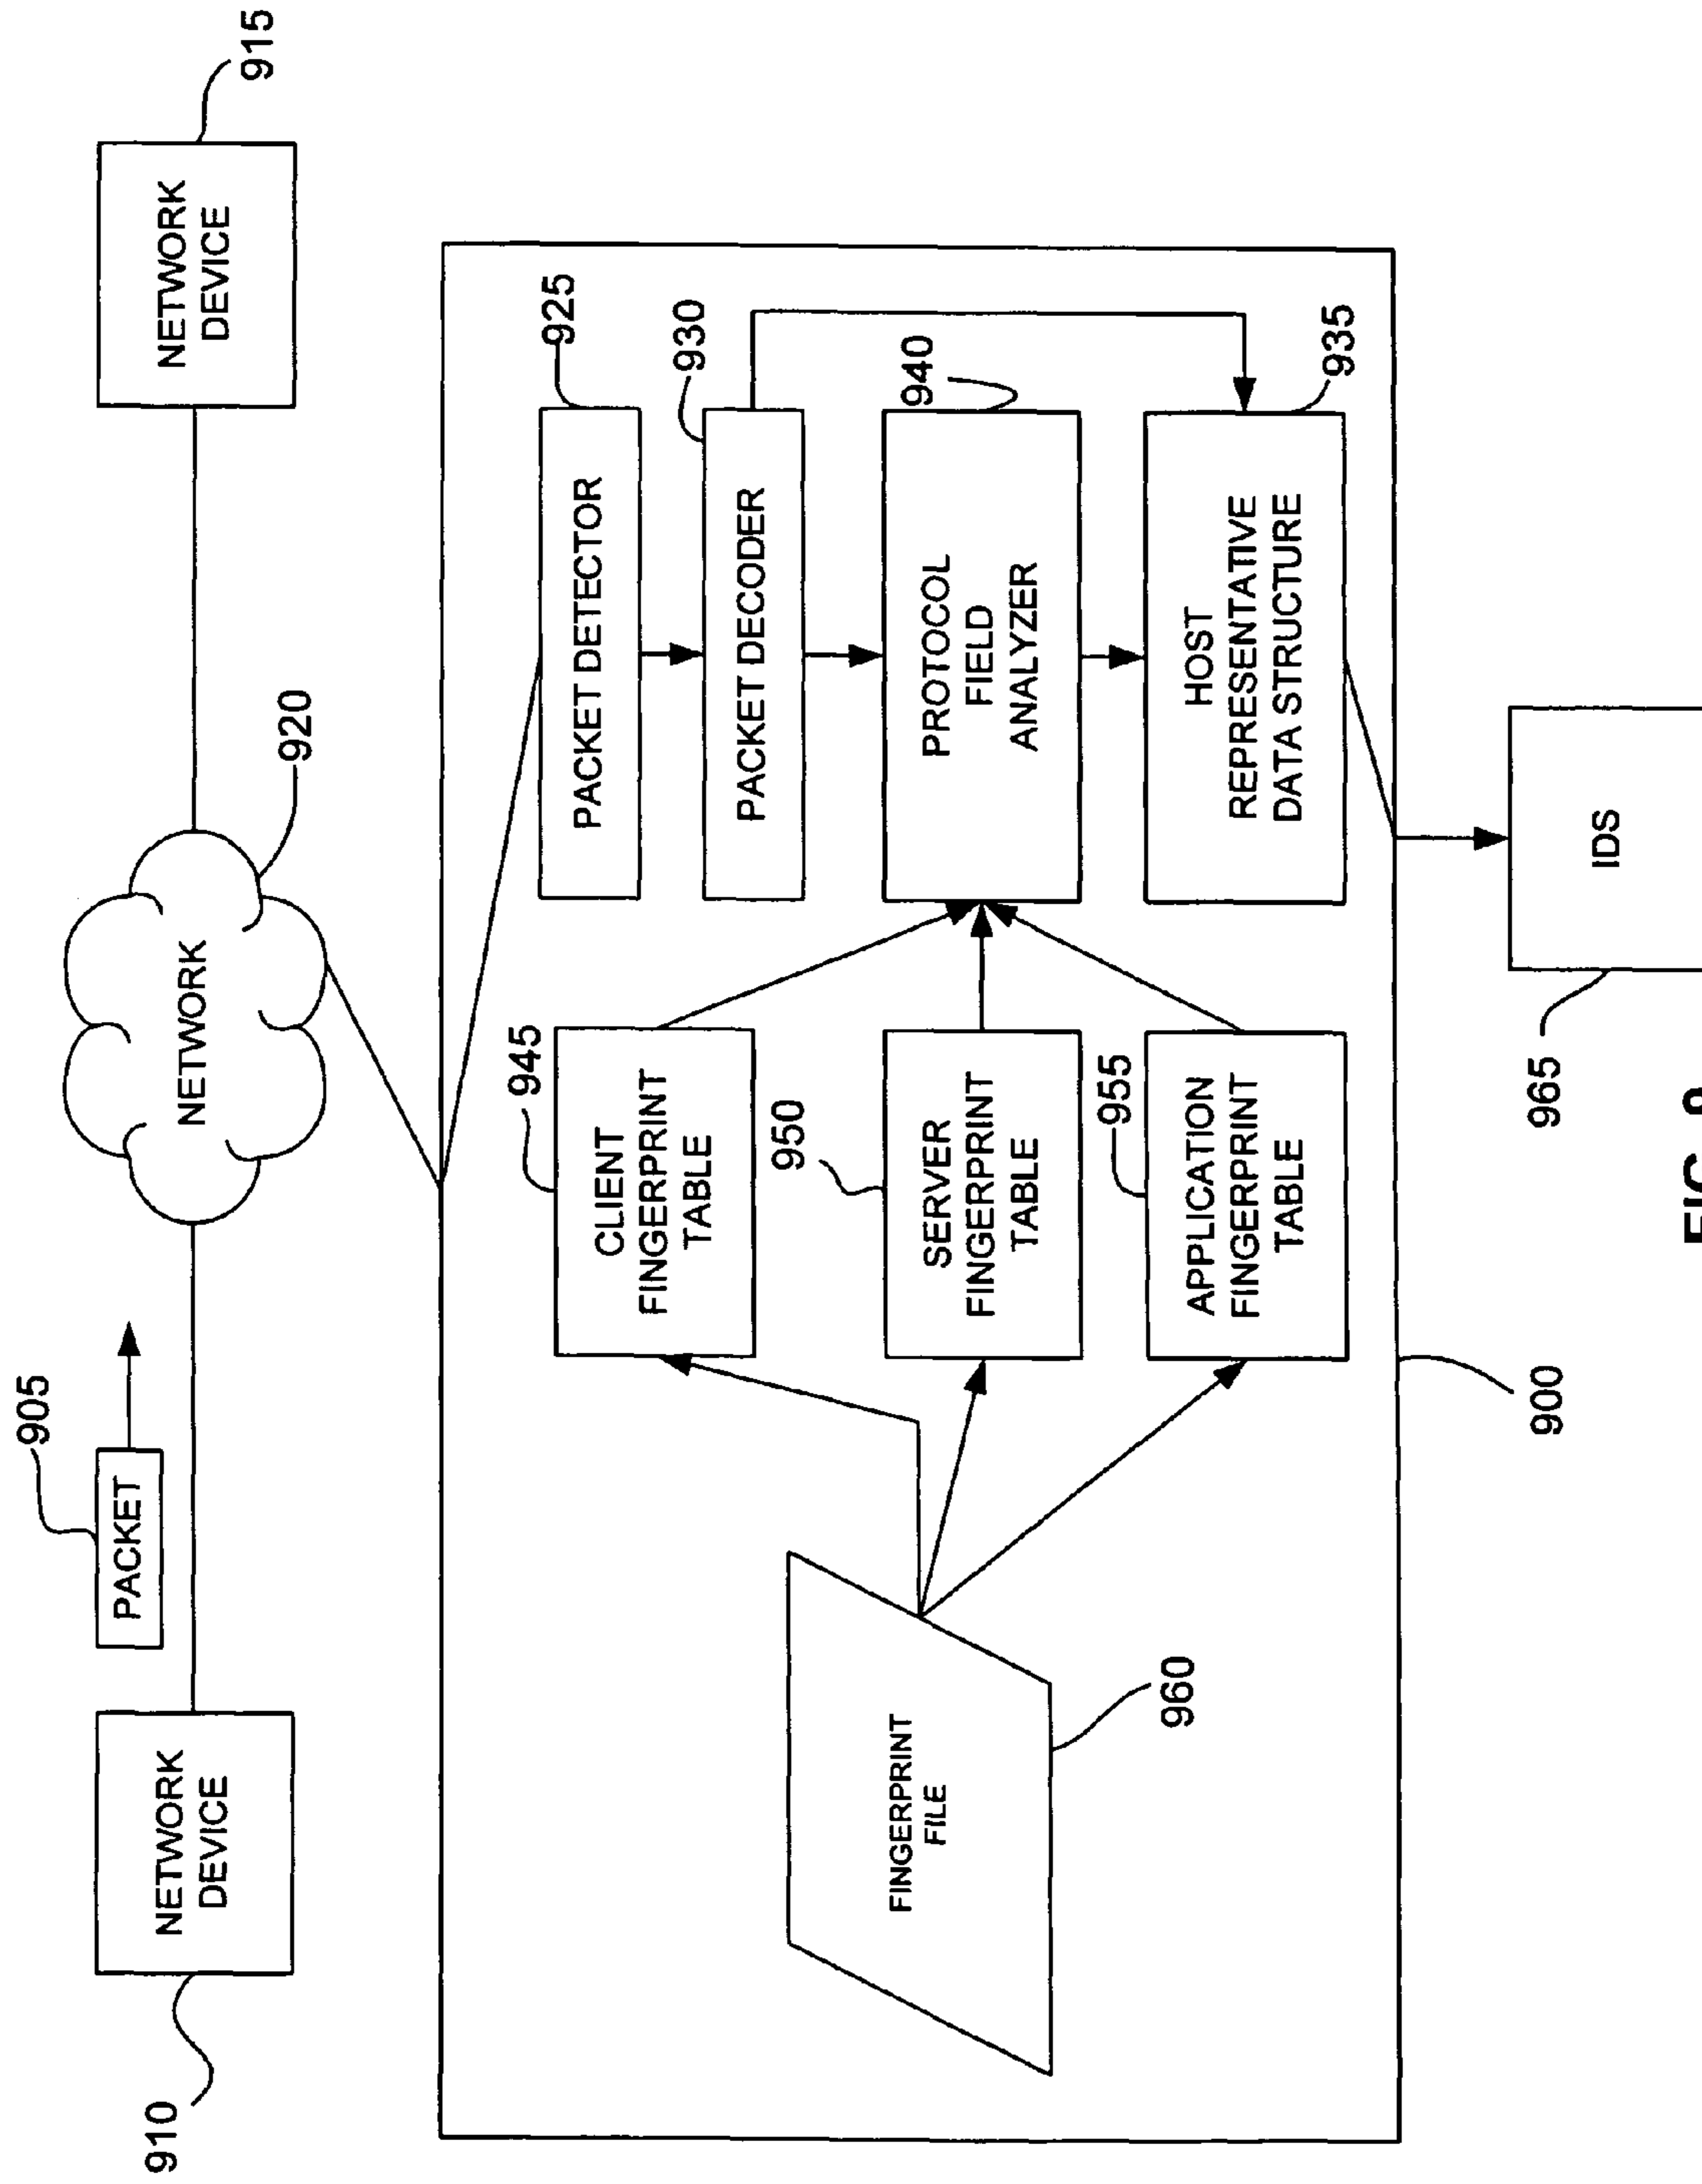 905
PACKET
910
NETWORK
DEVICE
NETWORK
920
NETWORK
DEVICE
915
FINGERPRINT
FILE
960
945
CLIENT
FINGERPRINT
TABLE
950
SERVER
FINGERPRINT
TABLE
955
APPLICATION
FINGERPRINT
TABLE
PACKET DETECTOR
925
PACKET DECODER
930
PROTOCOL
FIELD
ANALYZER
940
HOST
REPRESENTATIVE
DATA STRUCTURE
935
900
965
IDS